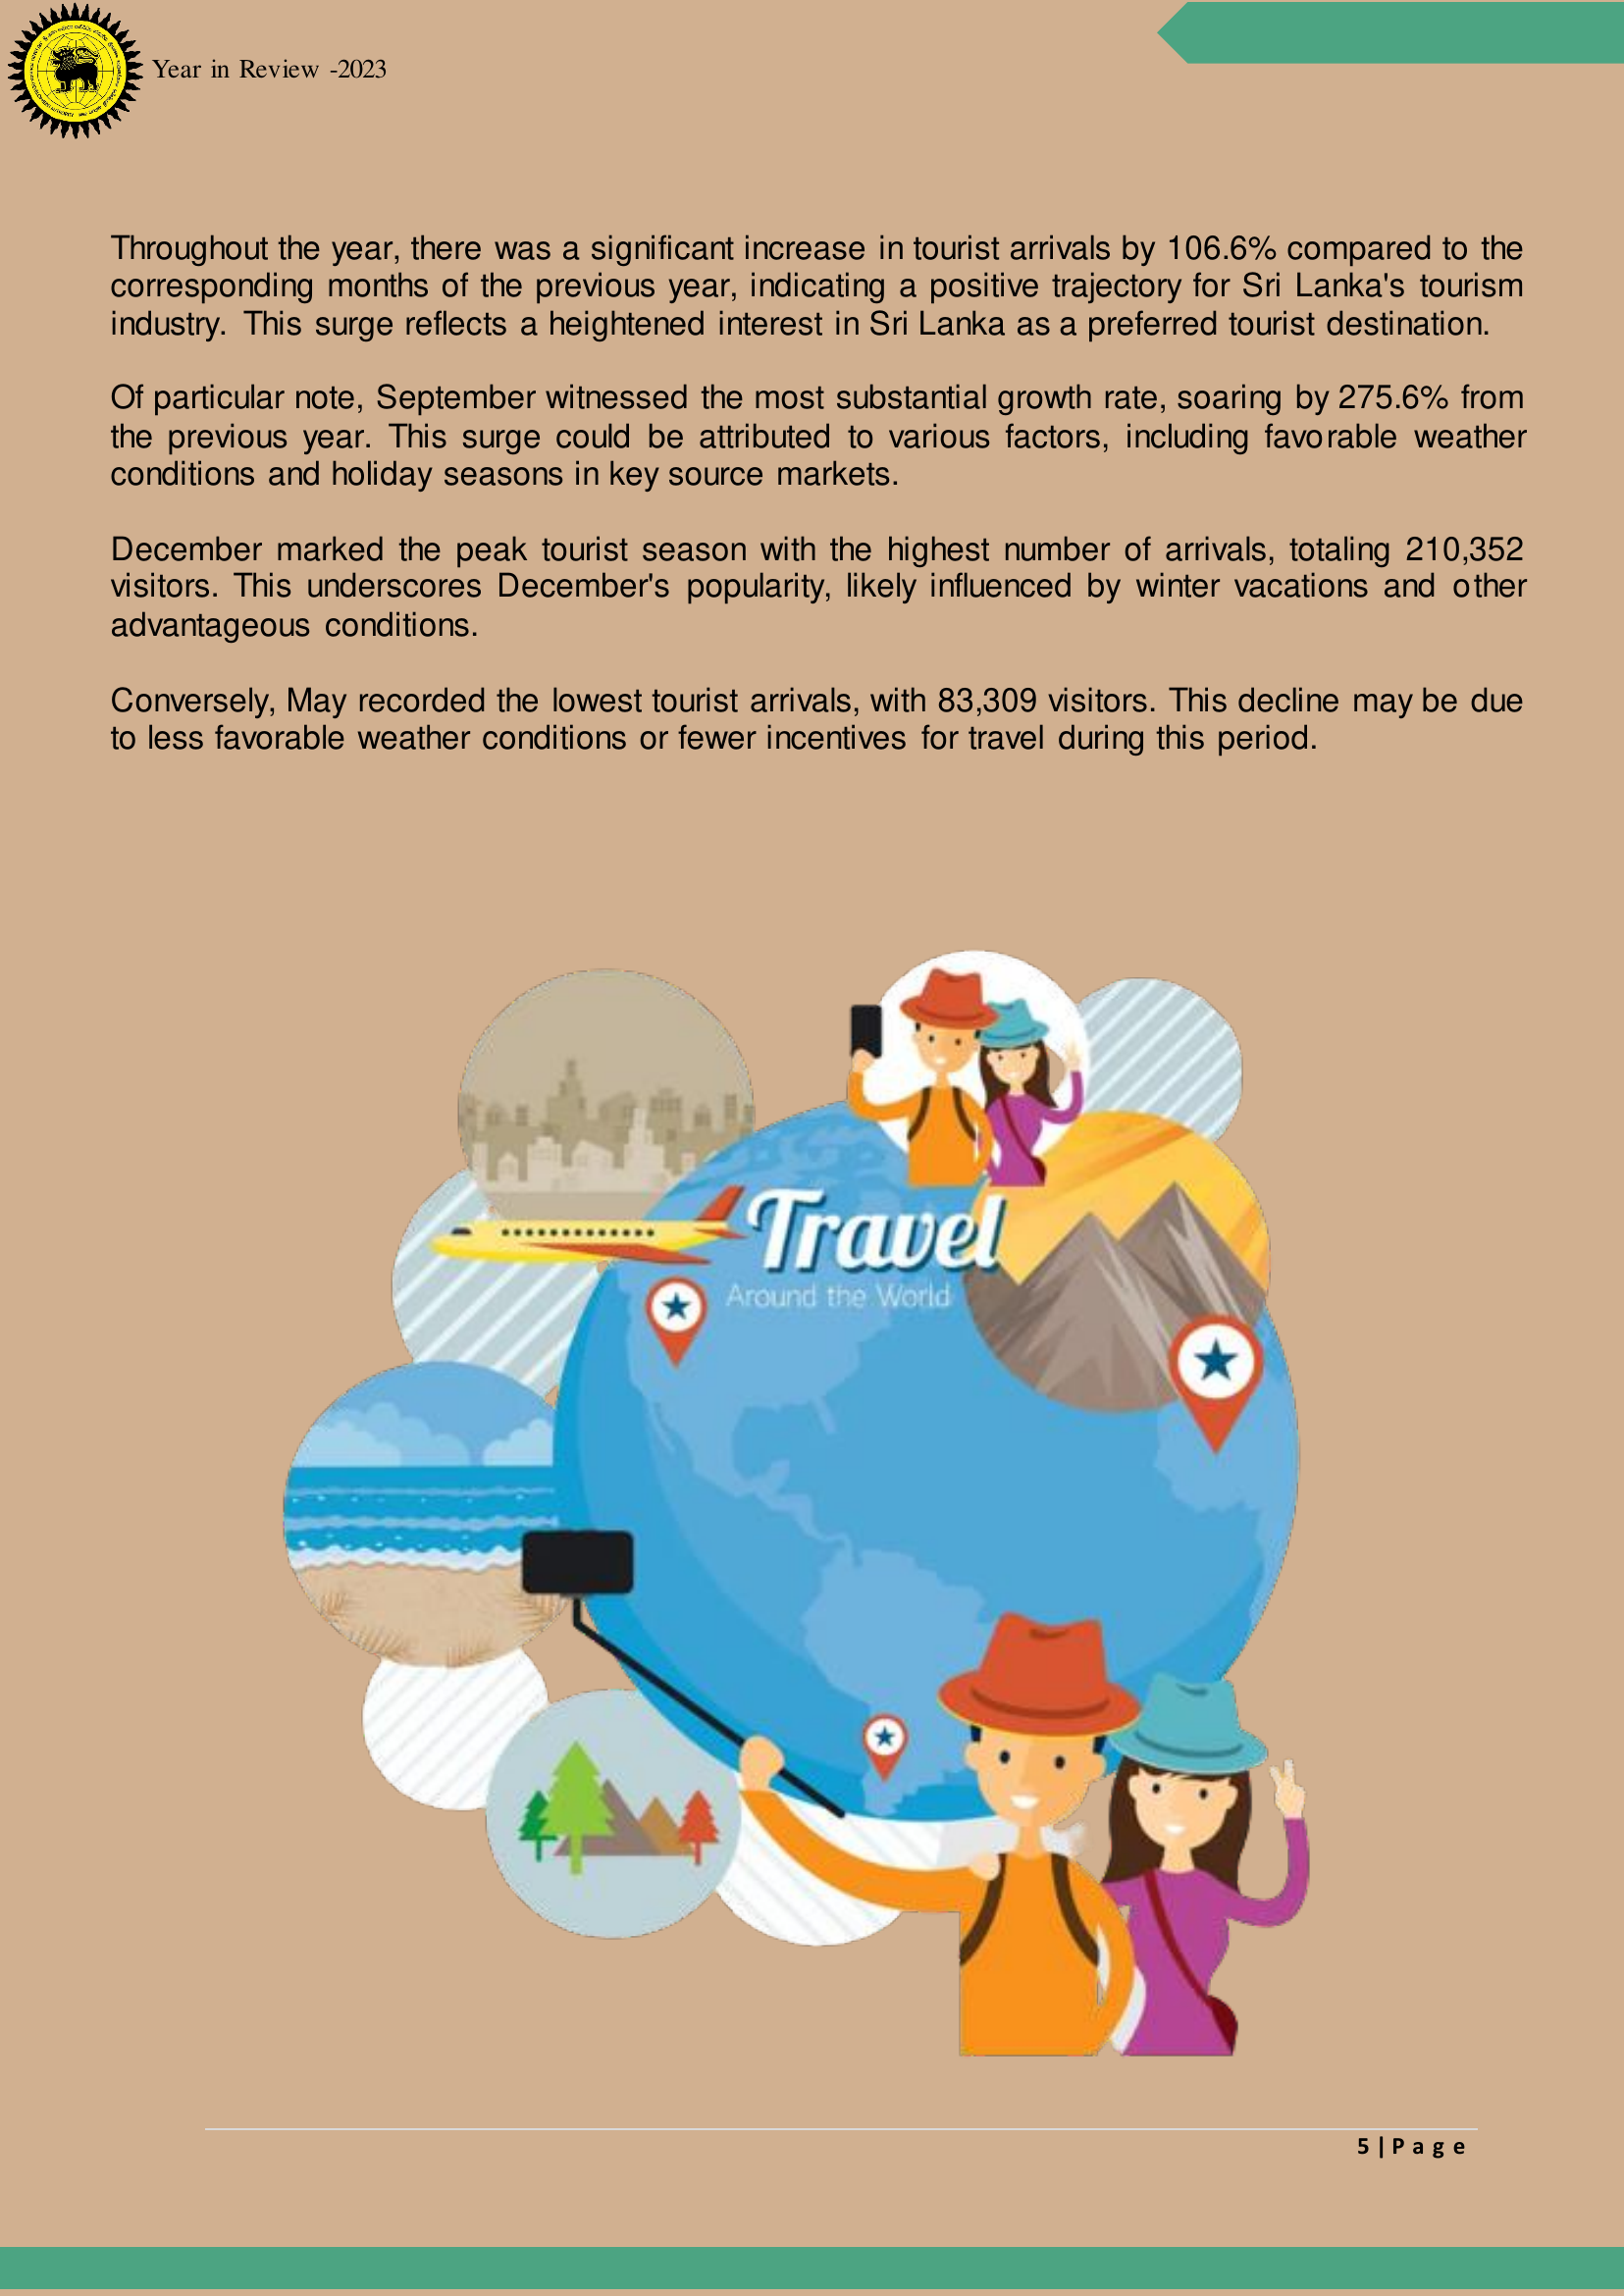 Year in Review -2023
Throughout the year, there was a significant increase in tourist arrivals by 106.6% compared to the
corresponding months of the previous year, indicating a positive trajectory for Sri Lanka's tourism
industry. This surge reflects a heightened interest in Sri Lanka as a preferred tourist destination.
Of particular note, September witnessed the most substantial growth rate, soaring by 275.6% from
the previous year. This surge could be attributed to various factors, including favorable weather
conditions and holiday seasons in key source markets.
December marked the peak tourist season with the highest number of arrivals, totaling 210,352
visitors. This underscores December's popularity, likely influenced by winter vacations and other
advantageous conditions.
Conversely, May recorded the lowest tourist arrivals, with 83,309 visitors. This decline may be due
to less favorable weather conditions or fewer incentives for travel during this period.
Travel
Around the World
5 | P a g e